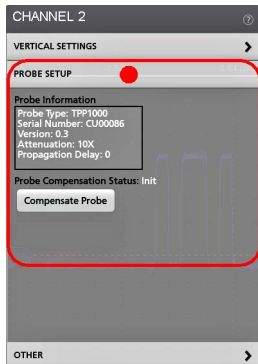 CHANNEL 2
?
VERTICAL SETTINGS
PROBE SETUP
Probe Information
Probe Type: TPP1000
Serial Number: CU00086
Version: 0.3
Attenuation: 10X
Propagation Delay: 0
Probe Compensation Status: Init
Compensate Probe
OTHER